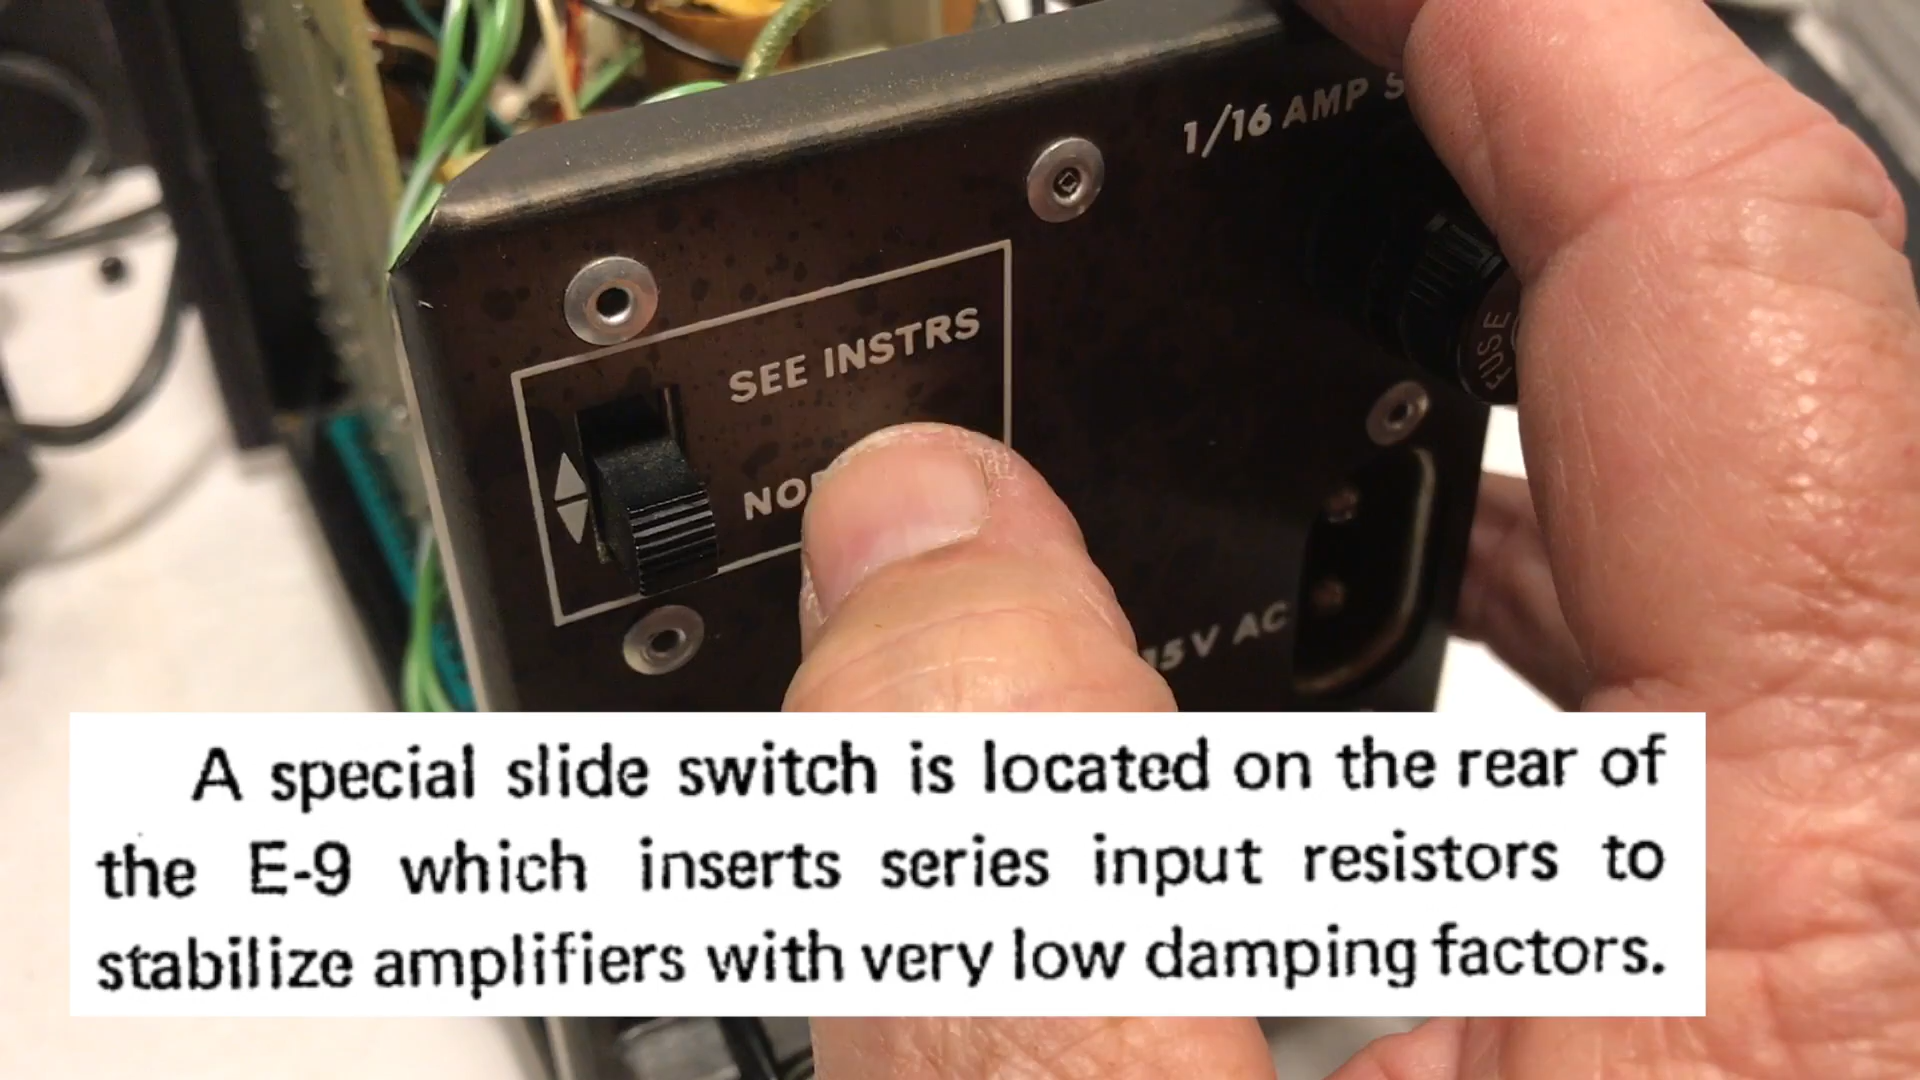 1/16 AMP
SEE INSTRS
FUSE
V AC
A special slide switch is located on the rear of
the E-9 which inserts series input resistors to
stabilize amplifiers with very low damping factors.